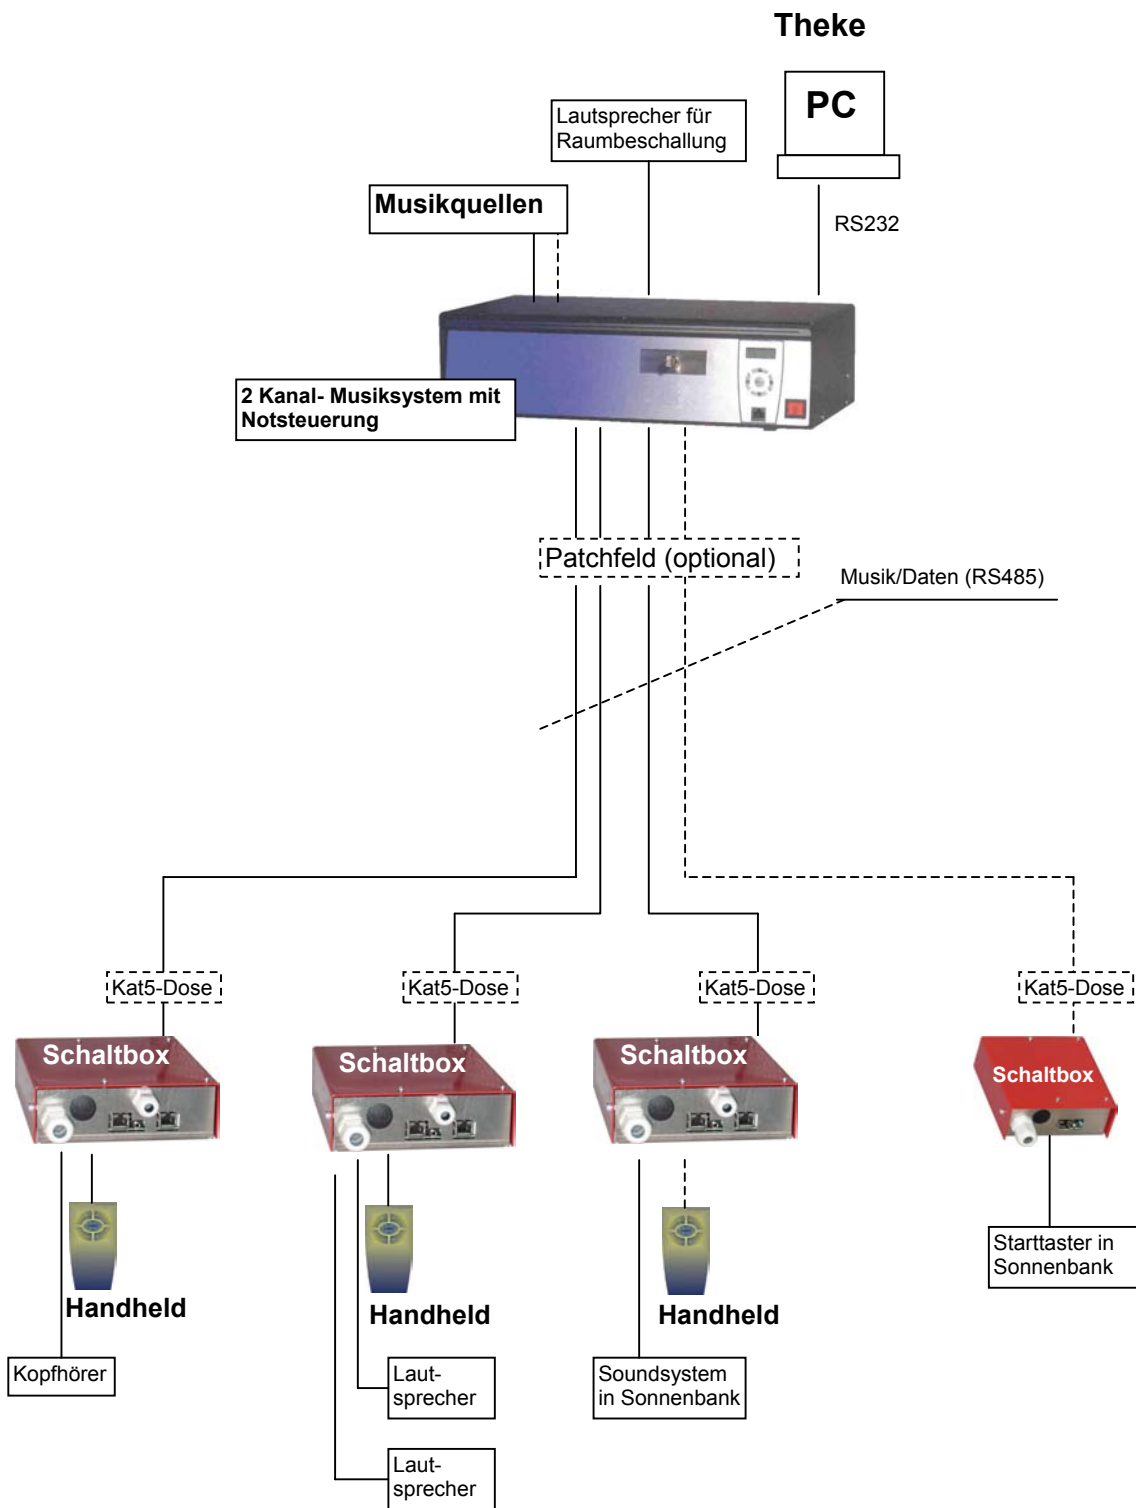 Theke
PC
Lautsprecher für
Raumbeschallung
Musikquellen
RS232
2 Kanal- Musiksystem mit
Notsteuerung
Patchfeld (optional)
Musik/Daten (RS485)
Kat5-Dose
Kat5-Dose
Kat5-Dose
Kat5-Dose
Schaltbox
Schaltbox
Schaltbox
Schaltbox
Starttaster in
Sonnenbank
Handheld
Handheld
Handheld
Kopfhörer
Laut-
sprecher
Soundsystem
in Sonnenbank
Laut-
sprecher